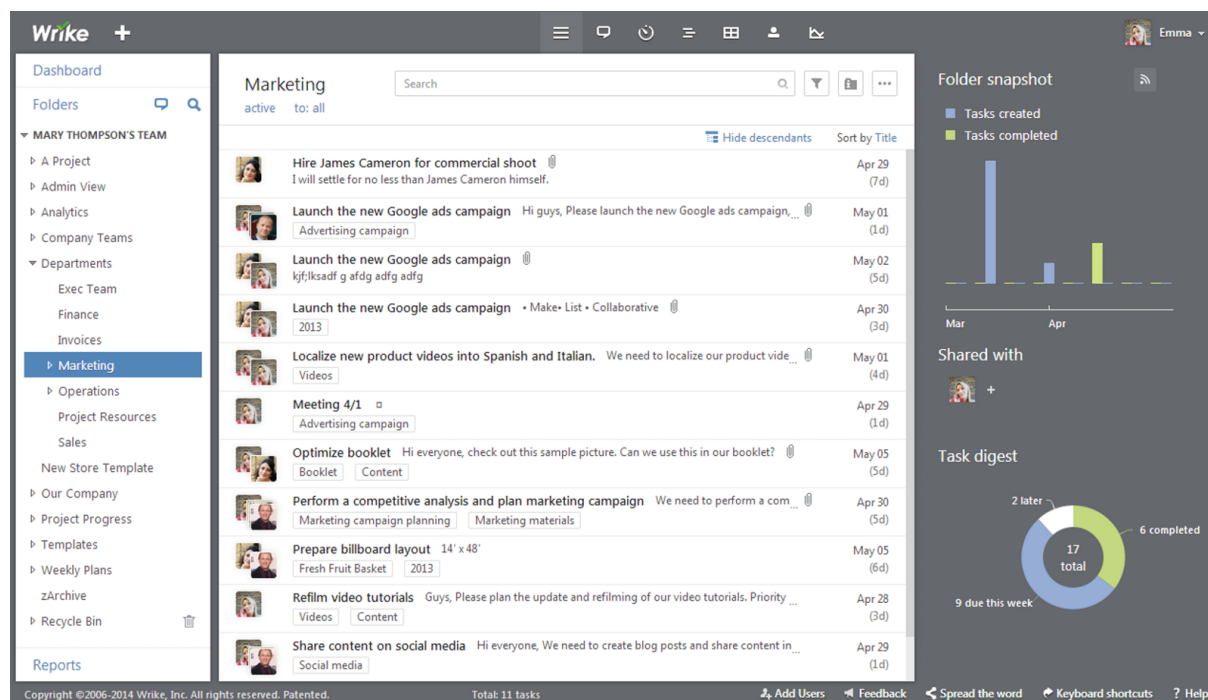 Wrike +
Emma
Dashboard
Folders
MARY THOMPSON'S TEAM
A Project
Admin View
Analytics
Company Teams
Departments
Exec Team
Finance
Invoices
Marketing
Operations
Project Resources
Sales
New Store Template
Our Company
Project Progress
Templates
Weekly Plans
zArchive
Recycle Bin
Reports
Marketing
Search
active to: all
Hide descendants Sort by Title
Hire James Cameron for commercial shoot Apr 29
I will settle for no less than James Cameron himself. (7d)
Launch the new Google ads campaign Hi guys, Please launch the new Google ads campaign,... May 01
Advertising campaign (1d)
Launch the new Google ads campaign May 02
kjf;lksadf g afdg adfg adfg (5d)
Launch the new Google ads campaign • Make• List • Collaborative Apr 30
2013 (3d)
Localize new product videos into Spanish and Italian. We need to localize our product vide... May 01
Videos (4d)
Meeting 4/1 ¤ Apr 29
Advertising campaign (1d)
Optimize booklet Hi everyone, check out this sample picture. Can we use this in our booklet? May 05
Booklet Content (5d)
Perform a competitive analysis and plan marketing campaign We need to perform a com... Apr 30
Marketing campaign planning Marketing materials (5d)
Prepare billboard layout 14' x 48' May 05
Fresh Fruit Basket 2013 (6d)
Refilm video tutorials Guys, Please plan the update and refilming of our video tutorials. Priority ... Apr 28
Videos Content (3d)
Share content on social media Hi everyone, We need to create blog posts and share content in... Apr 29
Social media (1d)
Folder snapshot
Tasks created
Tasks completed
Mar Apr
Shared with
+
Task digest
2 later
6 completed
17
total
9 due this week
Copyright ©2006-2014 Wrike, Inc. All rights reserved. Patented. Total: 11 tasks Add Users Feedback Spread the word Keyboard shortcuts ? Help